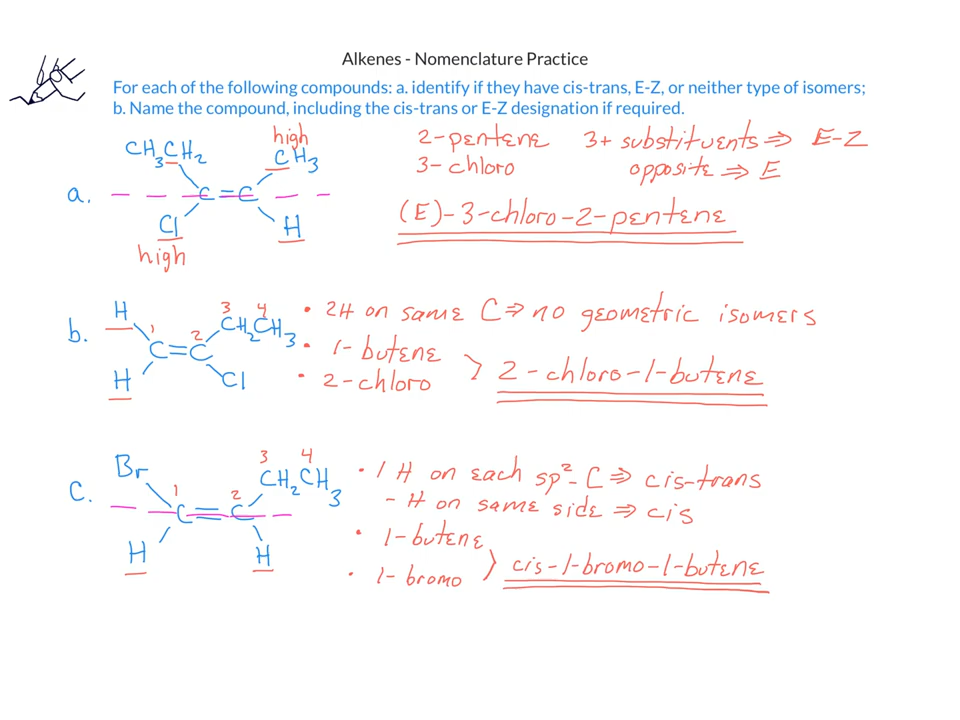 Alkenes - Nomenclature Practice
For each of the following compounds: a. identify if they have cis-trans, E-Z, or neither type of isomers;
b. Name the compound, including the cis-trans or E-Z designation if required.
high
2-pentene 3+ substituents ⇒ E-Z
CH₃CH₂ CH₃
3-chloro opposite ⇒ E
a. C = C
Cl H
(E)-3-chloro-2-pentene
high
H 3 4
CH₂CH₃
• 2H on same C ⇒ no geometric isomers
b. 1 2
C = C
• 1-butene
H Cl
• 2-chloro > 2-chloro-1-butene
Br 3 4
CH₂CH₃
• 1 H on each sp²-C ⇒ cis-trans
c. 1 2
C = C
- H on same side ⇒ cis
H H
• 1-butene
• 1-bromo > cis-1-bromo-1-butene